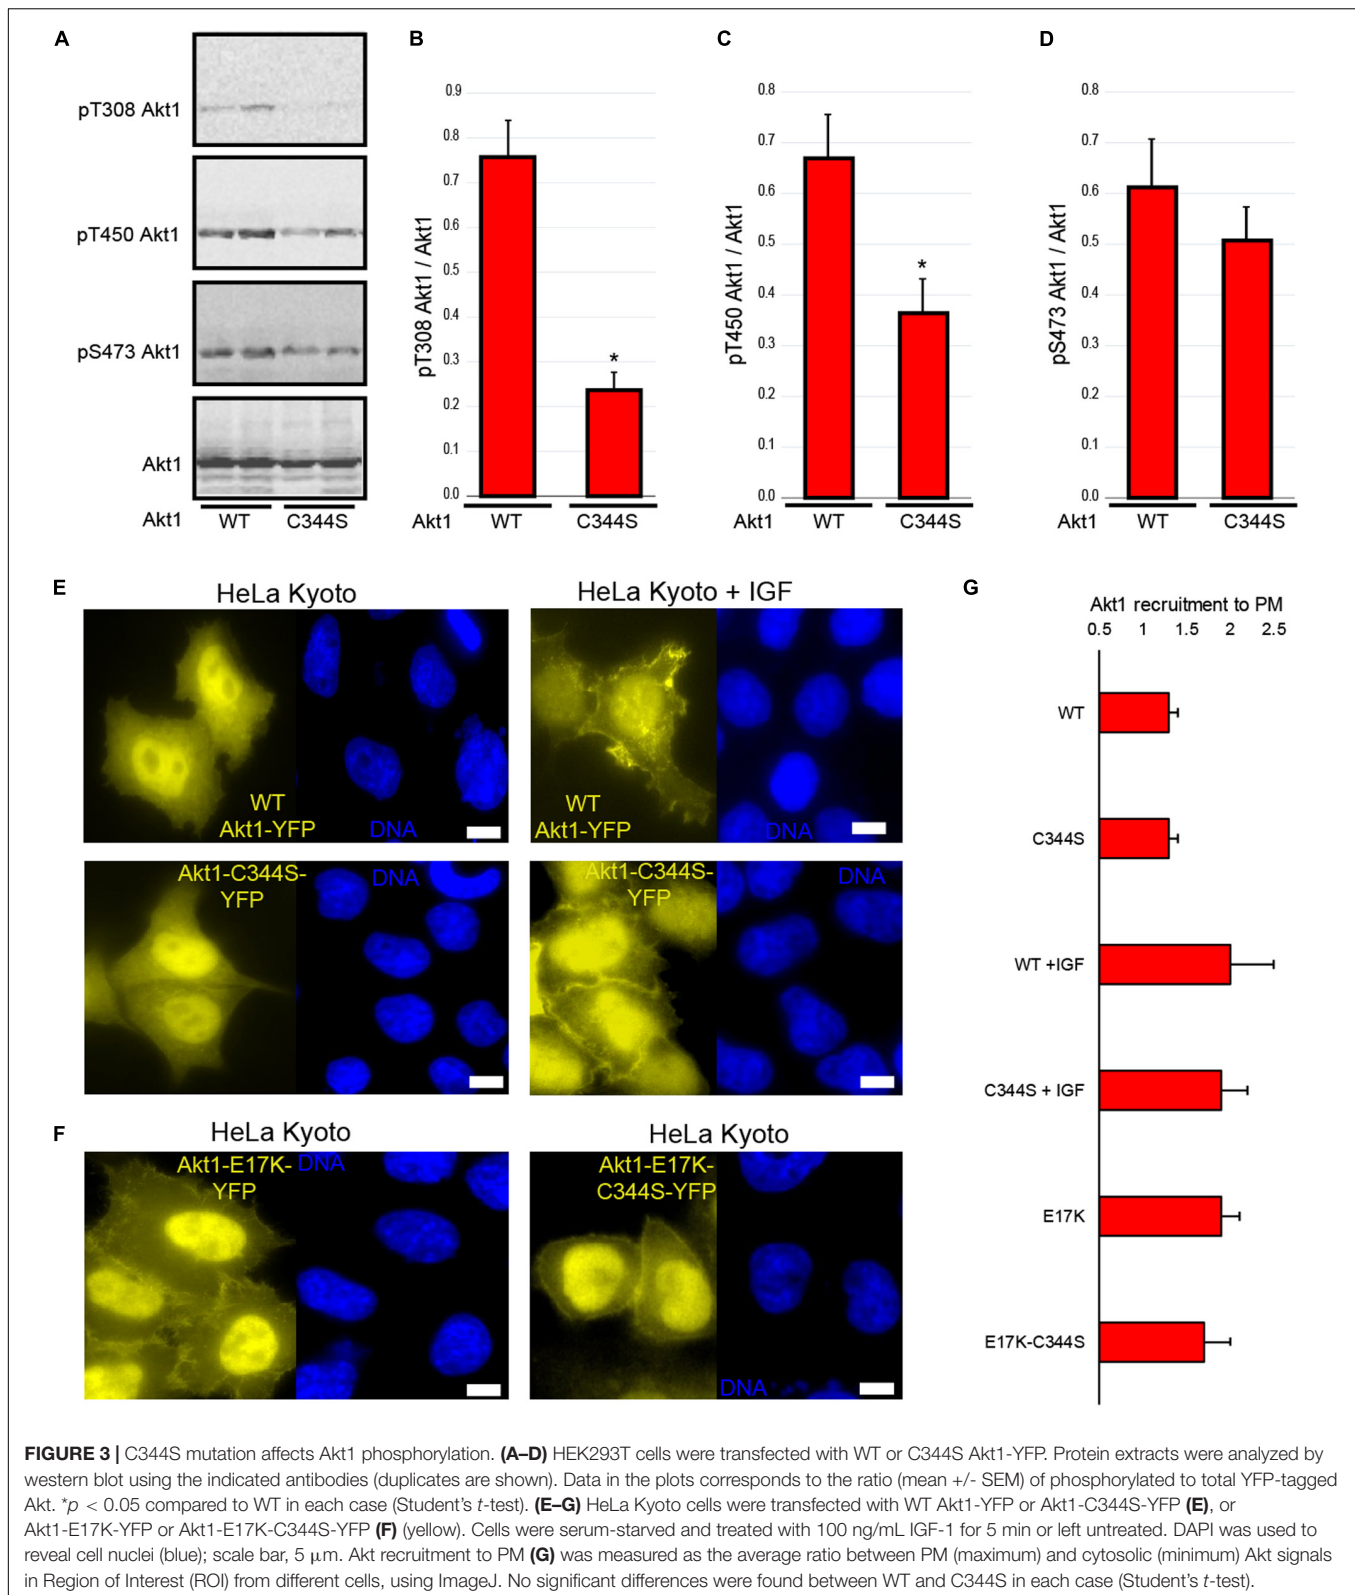 A
pT308 Akt1
pT450 Akt1
pS473 Akt1
Akt1
Akt1
WT
C344S
B
pT308 Akt1 / Akt1
0.9
0.8
0.7
0.6
0.5
0.4
0.3
0.2
0.1
0.0
*
Akt1
WT
C344S
C
pT450 Akt1 / Akt1
0.8
0.7
0.6
0.5
0.4
0.3
0.2
0.1
0.0
*
Akt1
WT
C344S
D
pS473 Akt1 / Akt1
0.8
0.7
0.6
0.5
0.4
0.3
0.2
0.1
0.0
Akt1
WT
C344S
E
HeLa Kyoto
WT
Akt1-YFP
DNA
HeLa Kyoto + IGF
WT
Akt1-YFP
DNA
Akt1-C344S-
YFP
DNA
Akt1-C344S-
YFP
DNA
F
HeLa Kyoto
Akt1-E17K-
YFP
DNA
HeLa Kyoto
Akt1-E17K-
C344S-YFP
DNA
G
Akt1 recruitment to PM
0.5 1 1.5 2 2.5
WT
C344S
WT +IGF
C344S + IGF
E17K
E17K-C344S
FIGURE 3 | C344S mutation affects Akt1 phosphorylation. (A–D) HEK293T cells were transfected with WT or C344S Akt1-YFP. Protein extracts were analyzed by
western blot using the indicated antibodies (duplicates are shown). Data in the plots corresponds to the ratio (mean +/- SEM) of phosphorylated to total YFP-tagged
Akt. *p < 0.05 compared to WT in each case (Student's t-test). (E–G) HeLa Kyoto cells were transfected with WT Akt1-YFP or Akt1-C344S-YFP (E), or
Akt1-E17K-YFP or Akt1-E17K-C344S-YFP (F) (yellow). Cells were serum-starved and treated with 100 ng/mL IGF-1 for 5 min or left untreated. DAPI was used to
reveal cell nuclei (blue); scale bar, 5 μm. Akt recruitment to PM (G) was measured as the average ratio between PM (maximum) and cytosolic (minimum) Akt signals
in Region of Interest (ROI) from different cells, using ImageJ. No significant differences were found between WT and C344S in each case (Student's t-test).